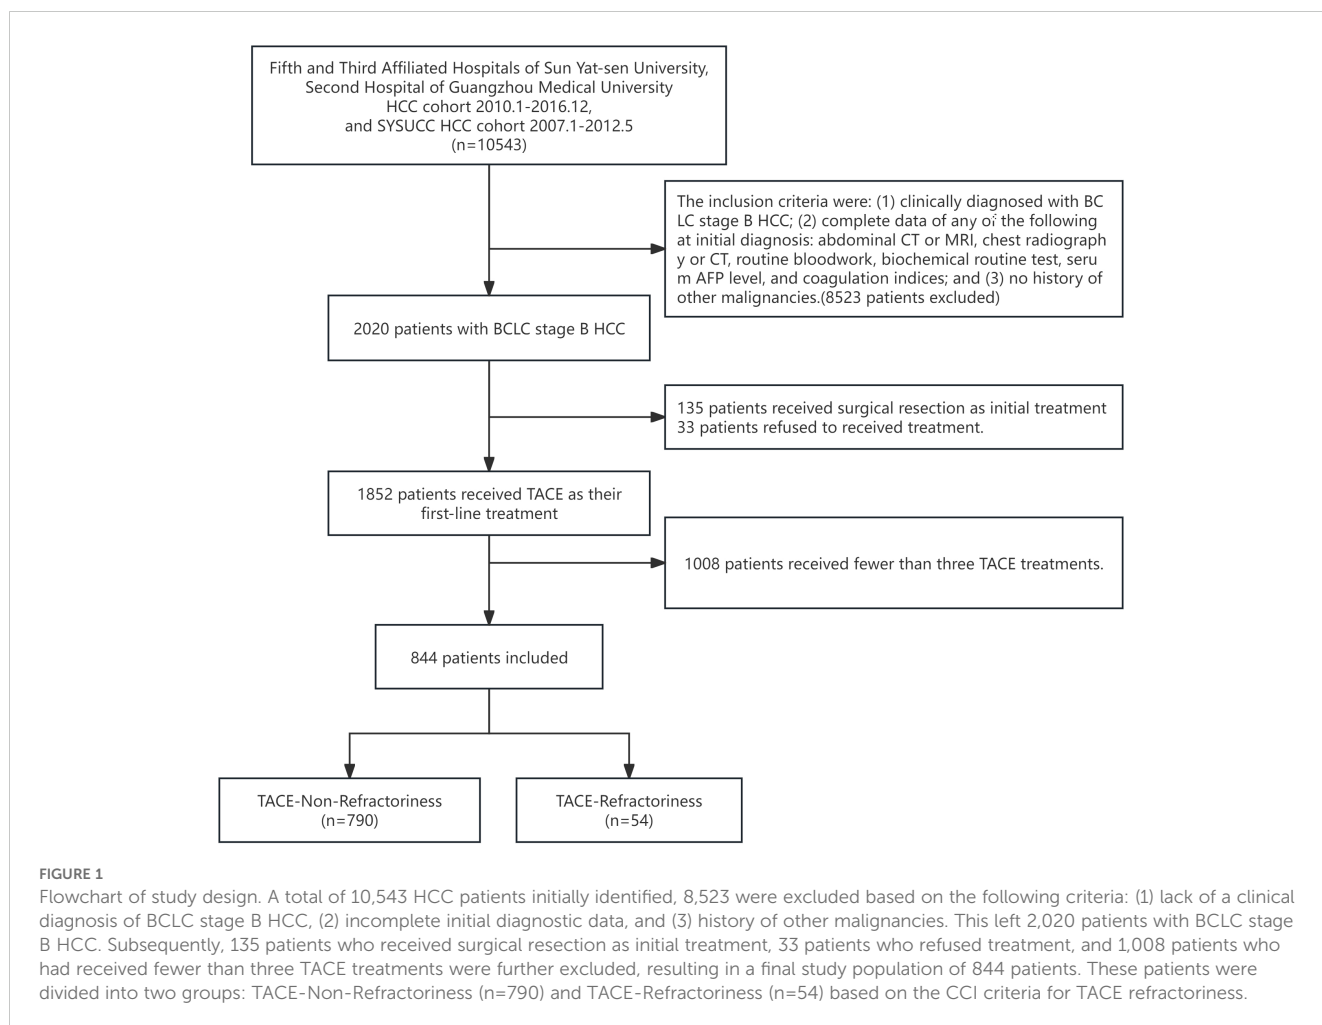 Fifth and Third Affiliated Hospitals of Sun Yat-sen University,
Second Hospital of Guangzhou Medical University
HCC cohort 2010.1-2016.12,
and SYSUCC HCC cohort 2007.1-2012.5
(n=10543)
The inclusion criteria were: (1) clinically diagnosed with BC
LC stage B HCC; (2) complete data of any of the following
at initial diagnosis: abdominal CT or MRI, chest radiograph
y or CT, routine bloodwork, biochemical routine test, seru
m AFP level, and coagulation indices; and (3) no history of
other malignancies.(8523 patients excluded)
2020 patients with BCLC stage B HCC
135 patients received surgical resection as initial treatment
33 patients refused to received treatment.
1852 patients received TACE as their
first-line treatment
1008 patients received fewer than three TACE treatments.
844 patients included
TACE-Non-Refractoriness
(n=790)
TACE-Refractoriness
(n=54)
FIGURE 1
Flowchart of study design. A total of 10,543 HCC patients initially identified, 8,523 were excluded based on the following criteria: (1) lack of a clinical
diagnosis of BCLC stage B HCC, (2) incomplete initial diagnostic data, and (3) history of other malignancies. This left 2,020 patients with BCLC stage
B HCC. Subsequently, 135 patients who received surgical resection as initial treatment, 33 patients who refused treatment, and 1,008 patients who
had received fewer than three TACE treatments were further excluded, resulting in a final study population of 844 patients. These patients were
divided into two groups: TACE-Non-Refractoriness (n=790) and TACE-Refractoriness (n=54) based on the CCI criteria for TACE refractoriness.